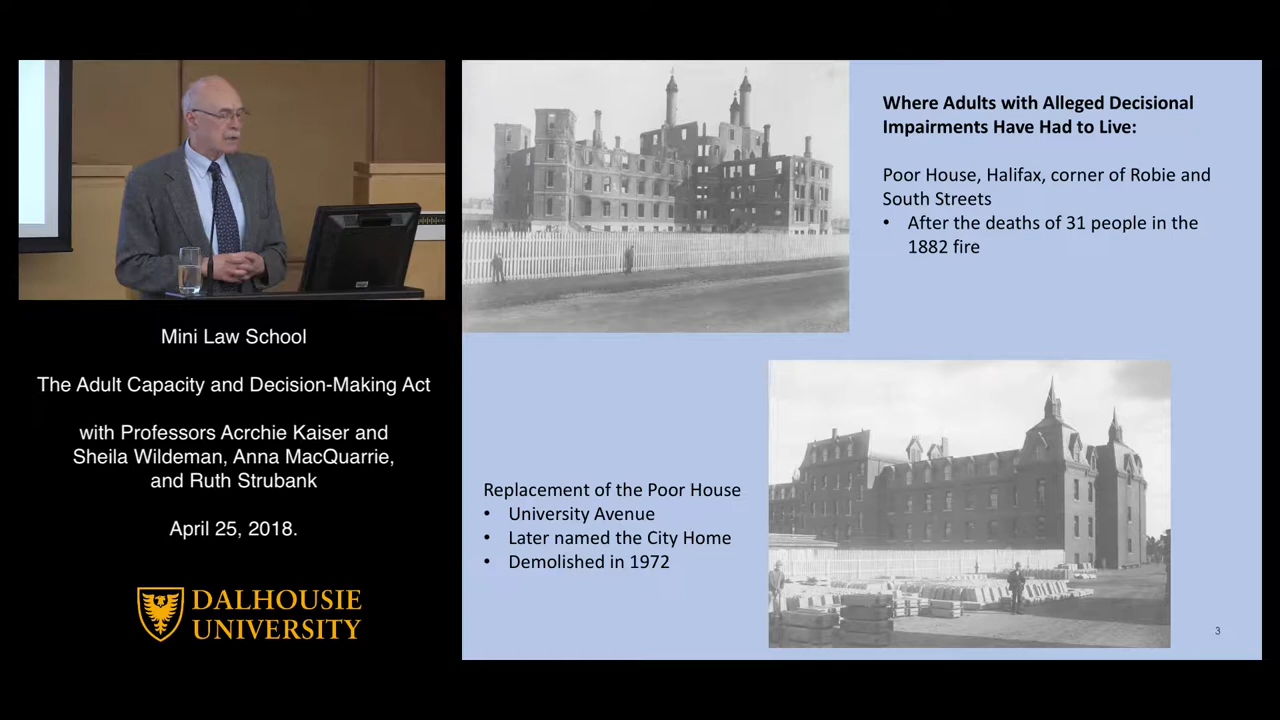 Mini Law School
The Adult Capacity and Decision-Making Act
with Professors Acrchie Kaiser and
Sheila Wildeman, Anna MacQuarrie,
and Ruth Strubank
April 25, 2018.
DALHOUSIE
UNIVERSITY
Where Adults with Alleged Decisional
Impairments Have Had to Live:
Poor House, Halifax, corner of Robie and
South Streets
• After the deaths of 31 people in the
1882 fire
Replacement of the Poor House
• University Avenue
• Later named the City Home
• Demolished in 1972
3